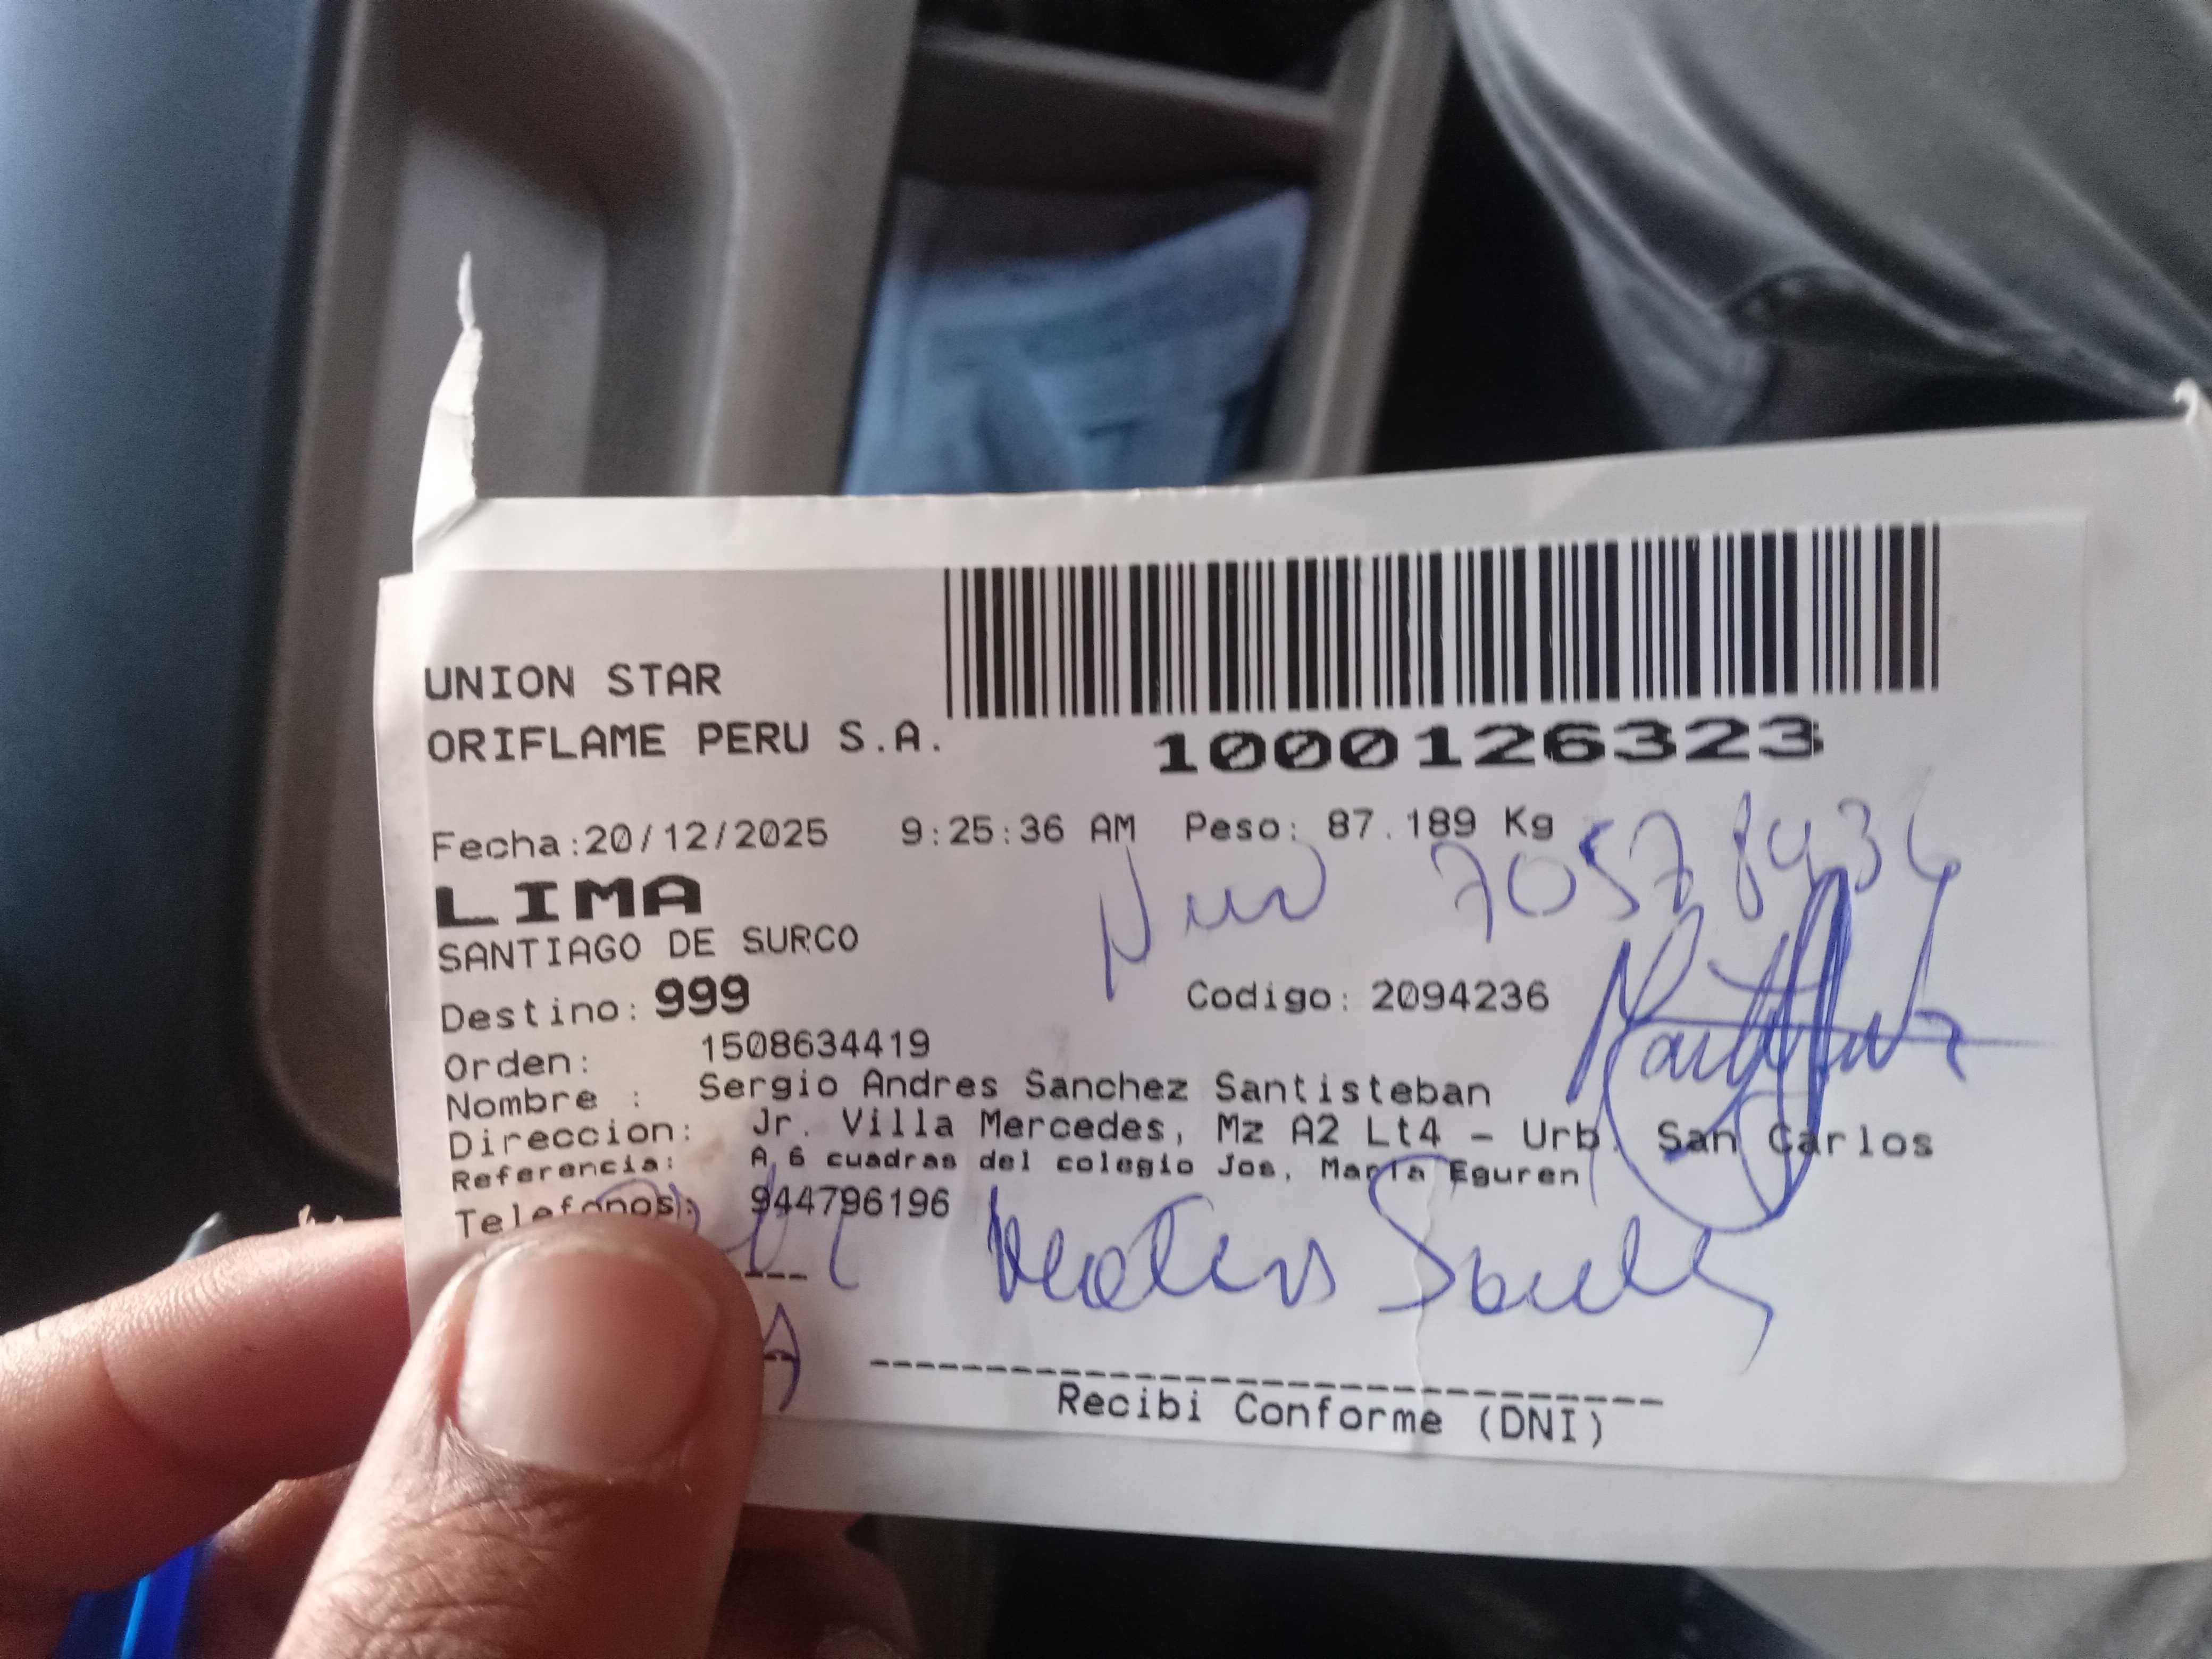 UNION STAR
ORIFLAME PERU S.A.
1000126323
Fecha:20/12/2025 9:25:36 AM Peso: 87.189 Kg
LIMA
SANTIAGO DE SURCO
Destino: 999 Codigo: 2094236
Orden: 1508634419
Nombre : Sergio Andres Sanchez Santisteban
Direccion: Jr. Villa Mercedes, Mz A2 Lt4 - Urb. San Carlos
Referencia: A 6 cuadras del colegio Jos. Maria Eguren
Telefonos: 944796196
Recibi Conforme (DNI)